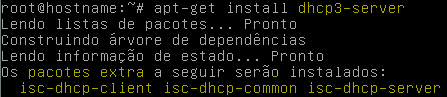 root@hostname:~# apt-get install dhcp3-server
Lendo listas de pacotes... Pronto
Construindo árvore de dependências
Lendo informação de estado... Pronto
Os pacotes extra a seguir serão instalados:
  isc-dhcp-client isc-dhcp-common isc-dhcp-server